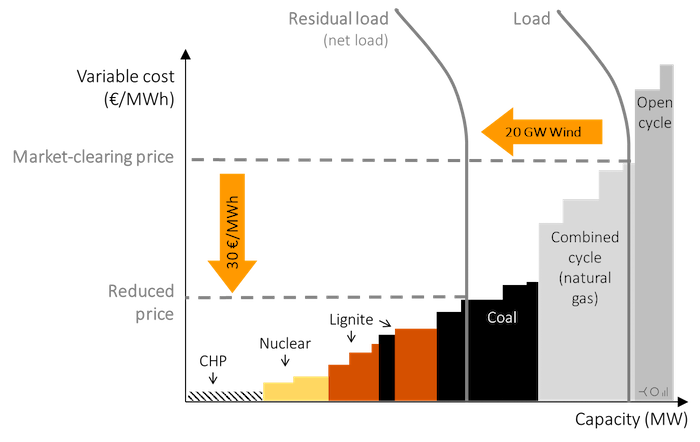 Residual load
(net load)
Load
Variable cost
(€/MWh)
Open
cycle
20 GW Wind
Market-clearing price
30 €/MWh
Combined
cycle
(natural
gas)
Reduced
price
Lignite
Coal
Nuclear
CHP
Capacity (MW)